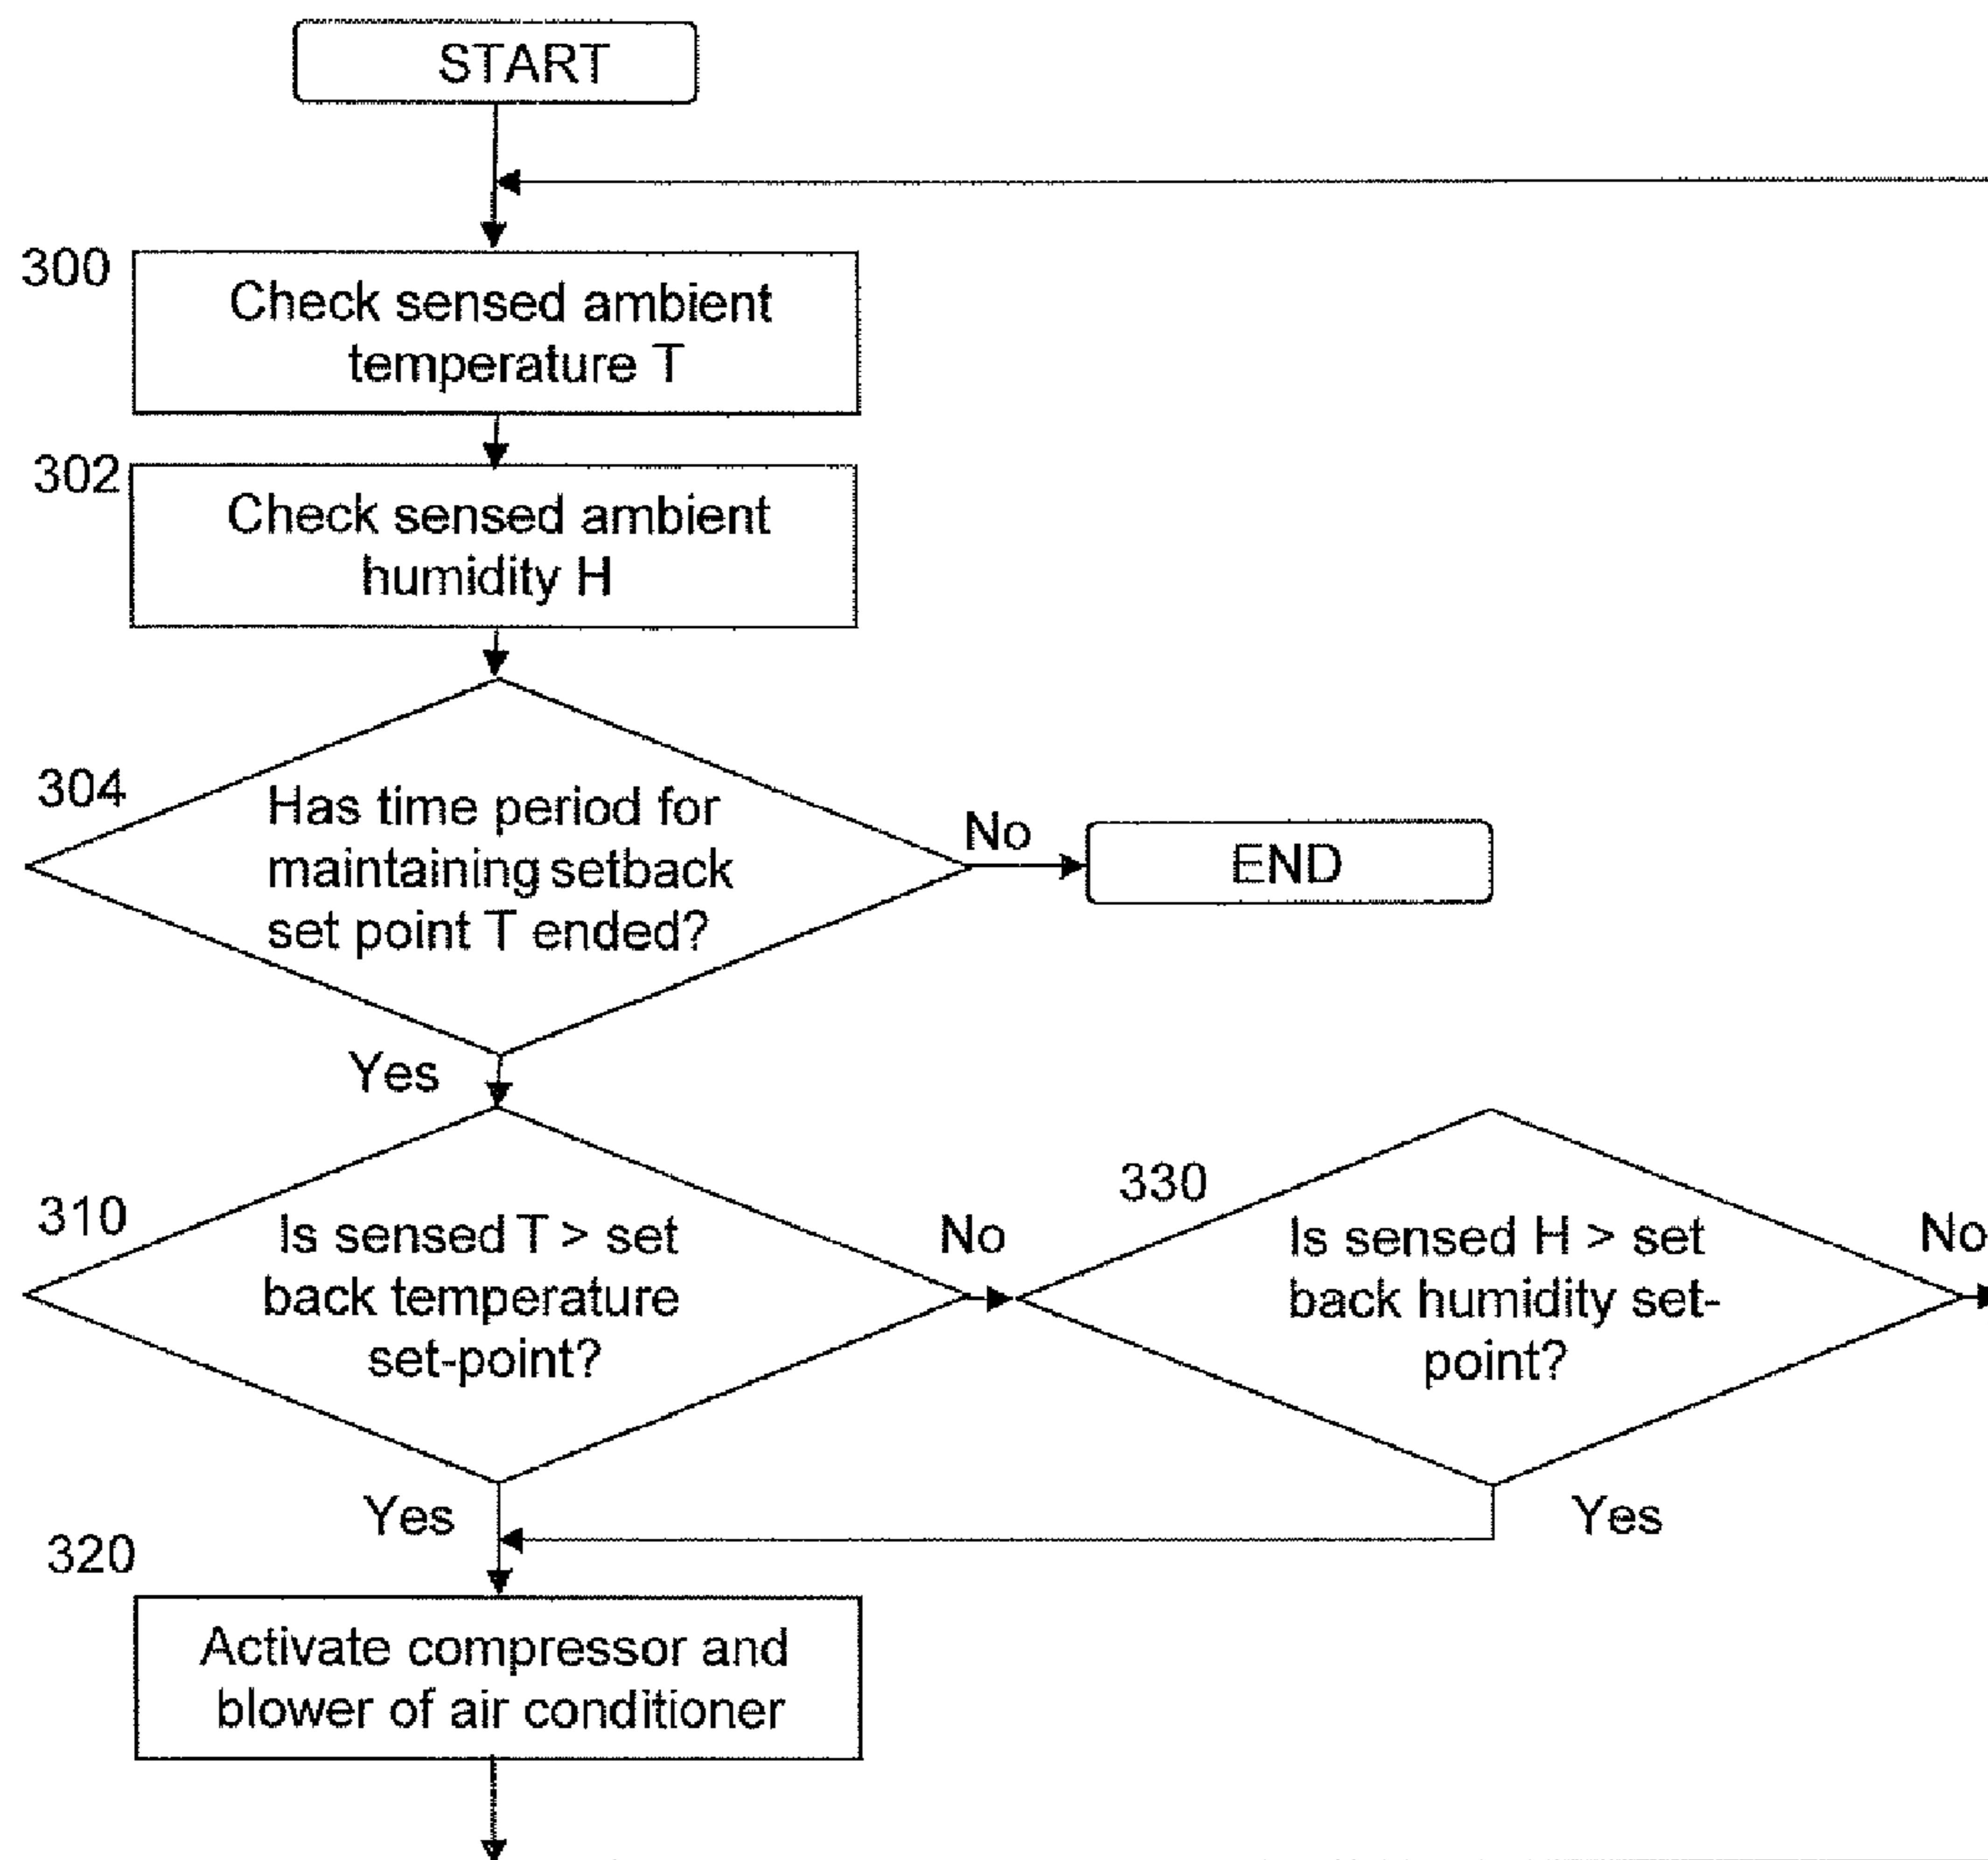 START
300
Check sensed ambient
temperature T
302
Check sensed ambient
humidity H
304
Has time period for
maintaining setback
set point T ended?
No
END
Yes
310
Is sensed T > set
back temperature
set-point?
No
330
Is sensed H > set
back humidity set-
point?
No
Yes
Yes
320
Activate compressor and
blower of air conditioner